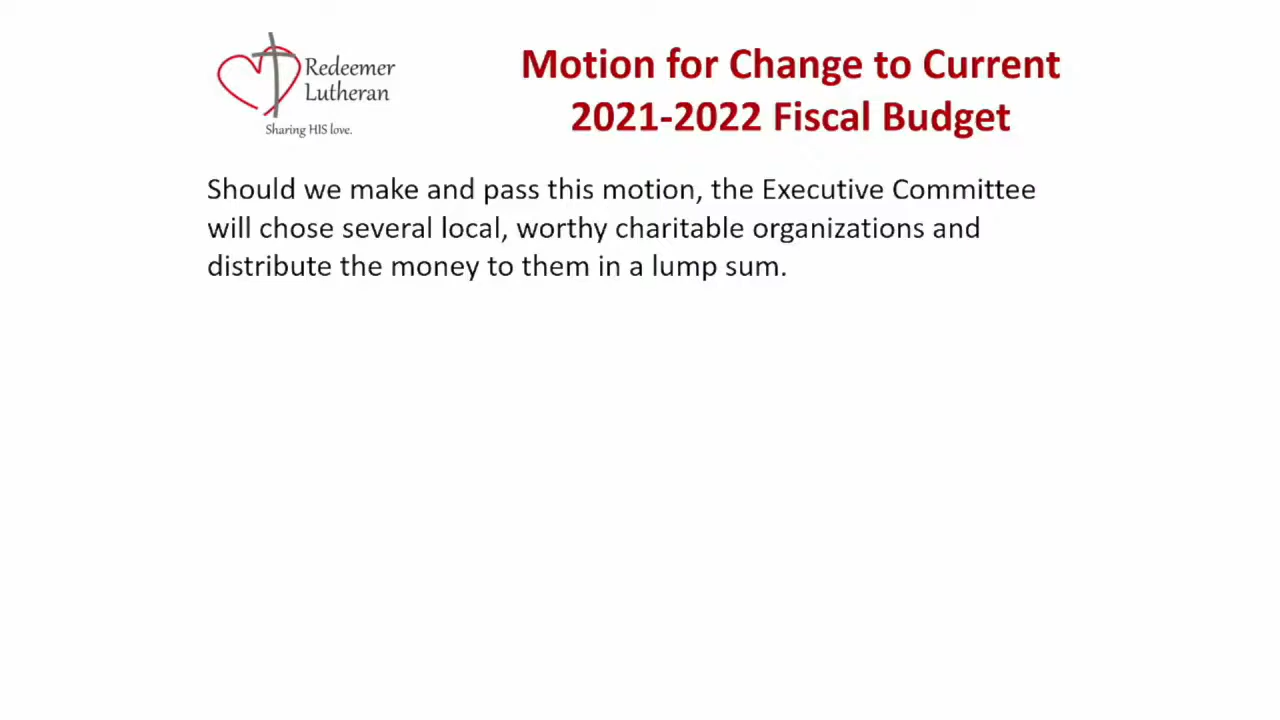 Redeemer
Lutheran
Sharing HIS love.
Motion for Change to Current
2021-2022 Fiscal Budget
Should we make and pass this motion, the Executive Committee
will chose several local, worthy charitable organizations and
distribute the money to them in a lump sum.